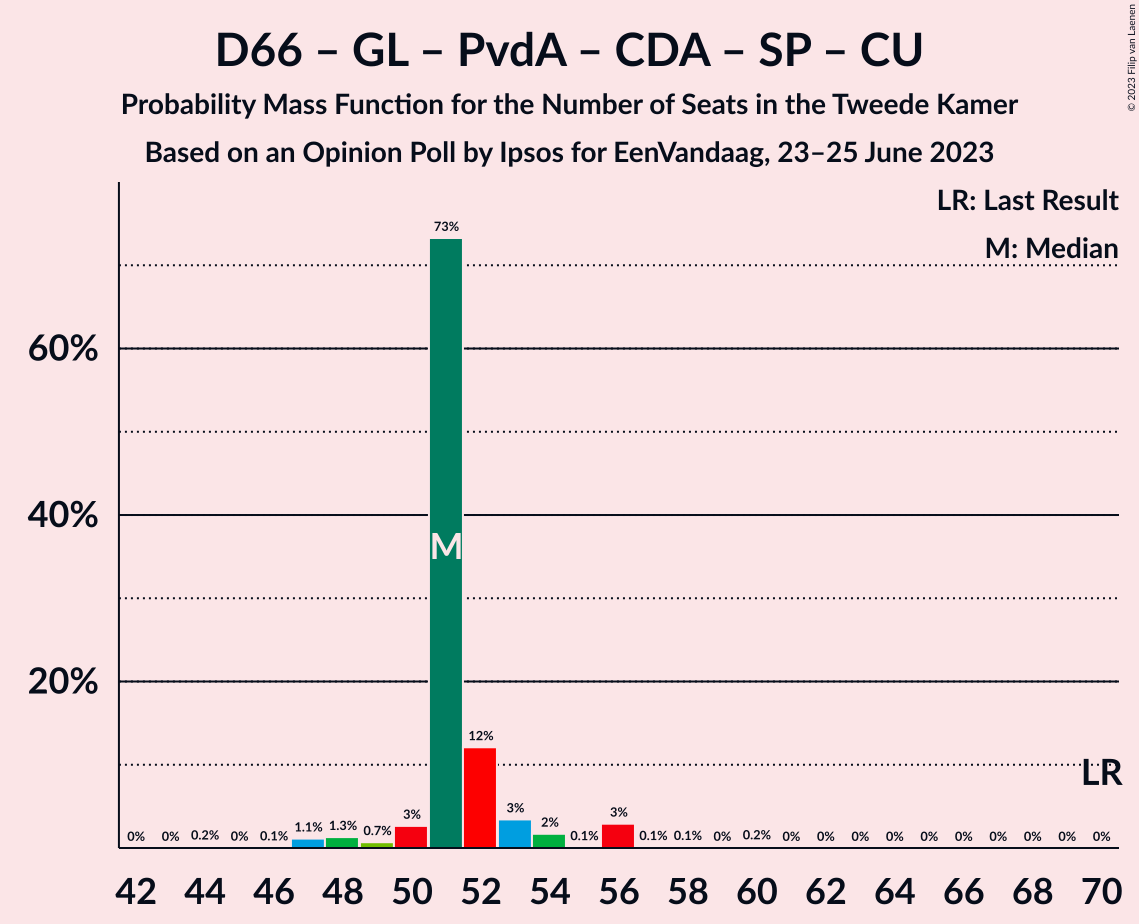 D66 – GL – PvdA – CDA – SP – CU
Probability Mass Function for the Number of Seats in the Tweede Kamer
Based on an Opinion Poll by Ipsos for EenVandaag, 23–25 June 2023
© 2023 Filip van Laenen
LR: Last Result
M: Median
60%
40%
20%
0% 0% 0.2% 0% 0.1% 1.1% 1.3% 0.7% 3% 73% 12% 3% 2% 0.1% 3% 0.1% 0.1% 0% 0.2% 0% 0% 0% 0% 0% 0% 0% 0% 0% 0%
M
LR
42 44 46 48 50 52 54 56 58 60 62 64 66 68 70